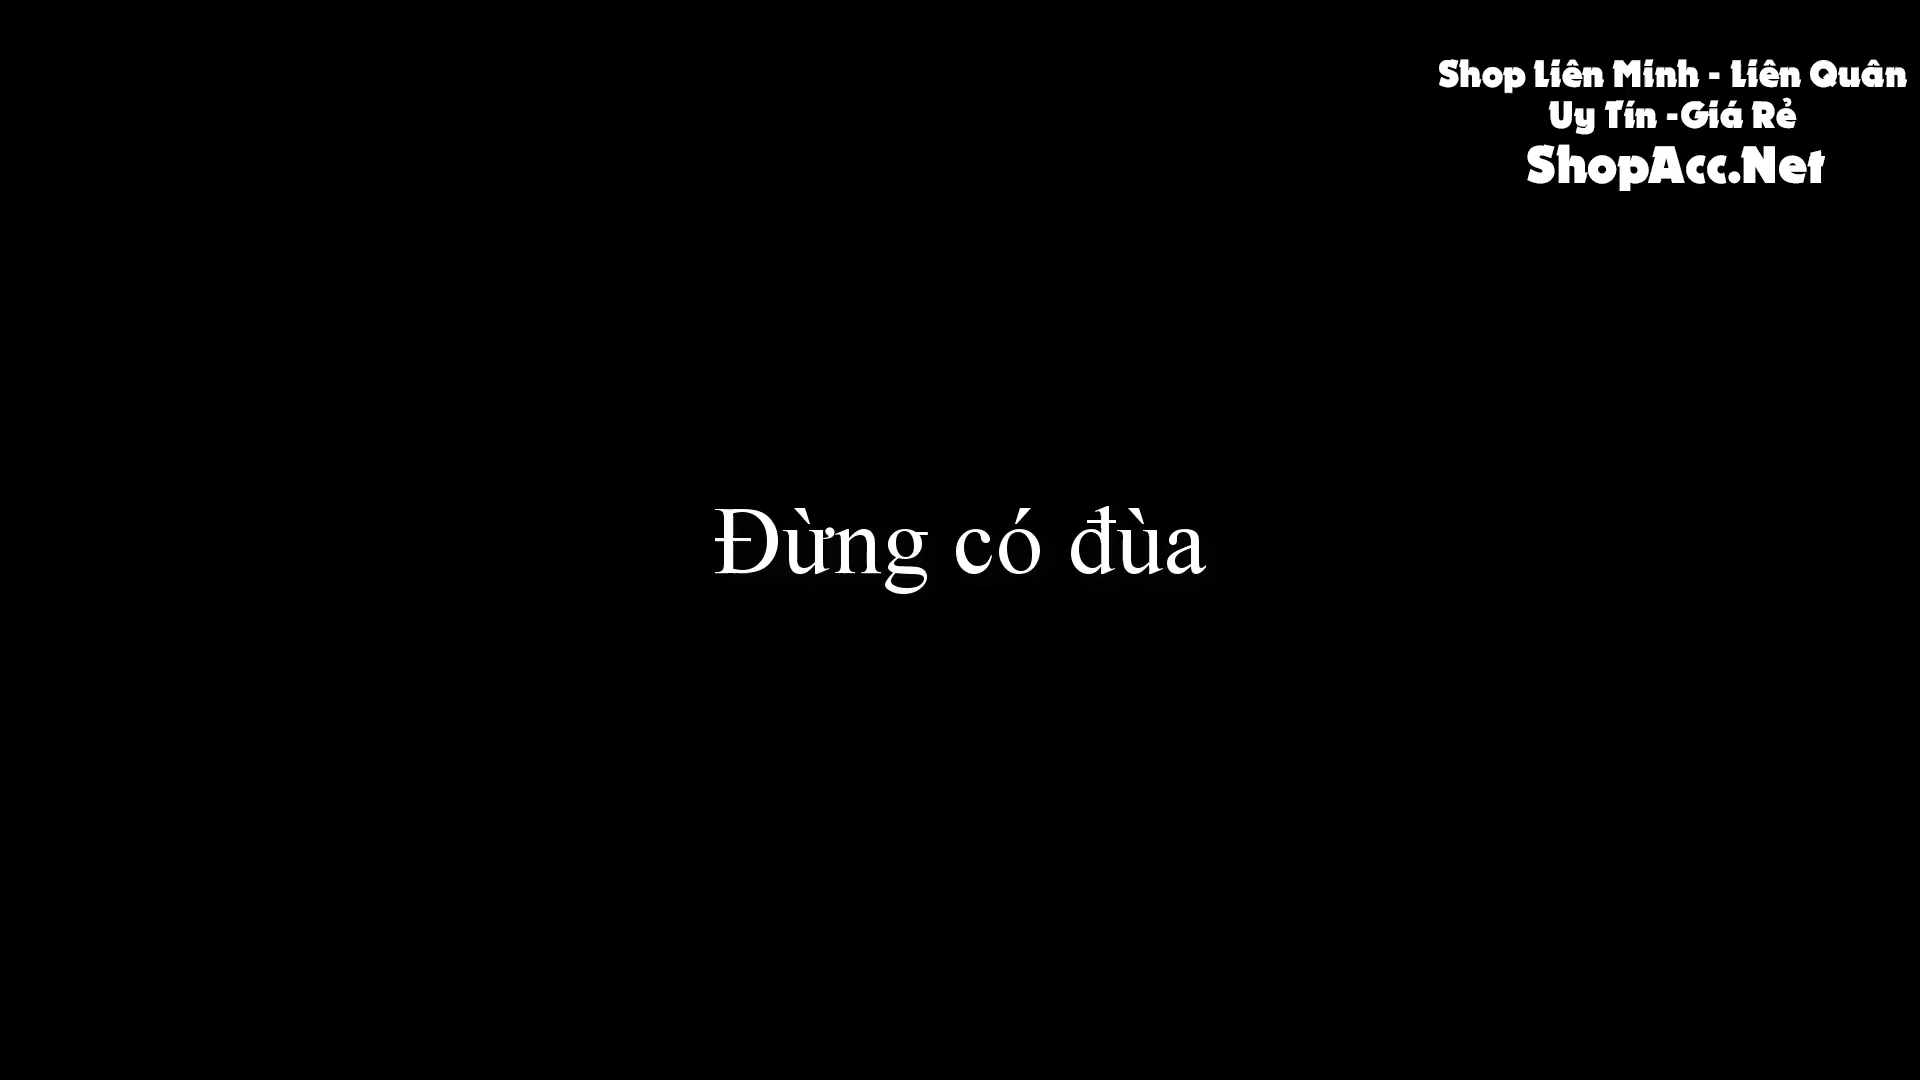 Shop Liên Minh - Liên Quân
Uy Tín -Giá Rẻ
ShopAcc.Net
Đừng có đùa